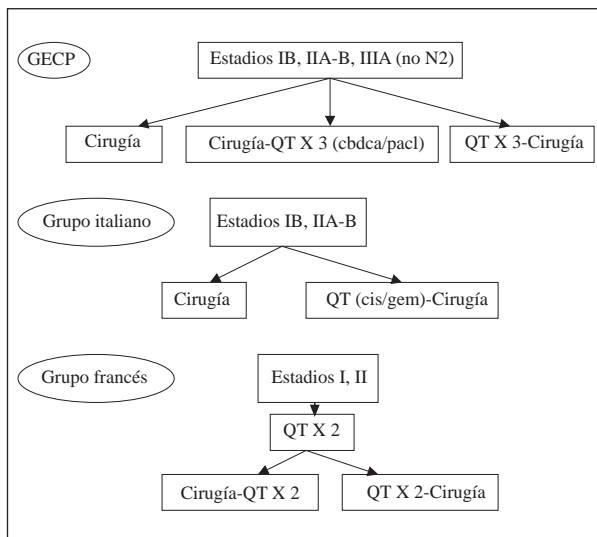 GECP
Estadios IB, IIA-B, IIIA (no N2)
Cirugía
Cirugía-QT X 3 (cbdca/pacl)
QT X 3-Cirugía
Grupo italiano
Estadios IB, IIA-B
Cirugía
QT (cis/gem)-Cirugía
Grupo francés
Estadios I, II
QT X 2
Cirugía-QT X 2
QT X 2-Cirugía